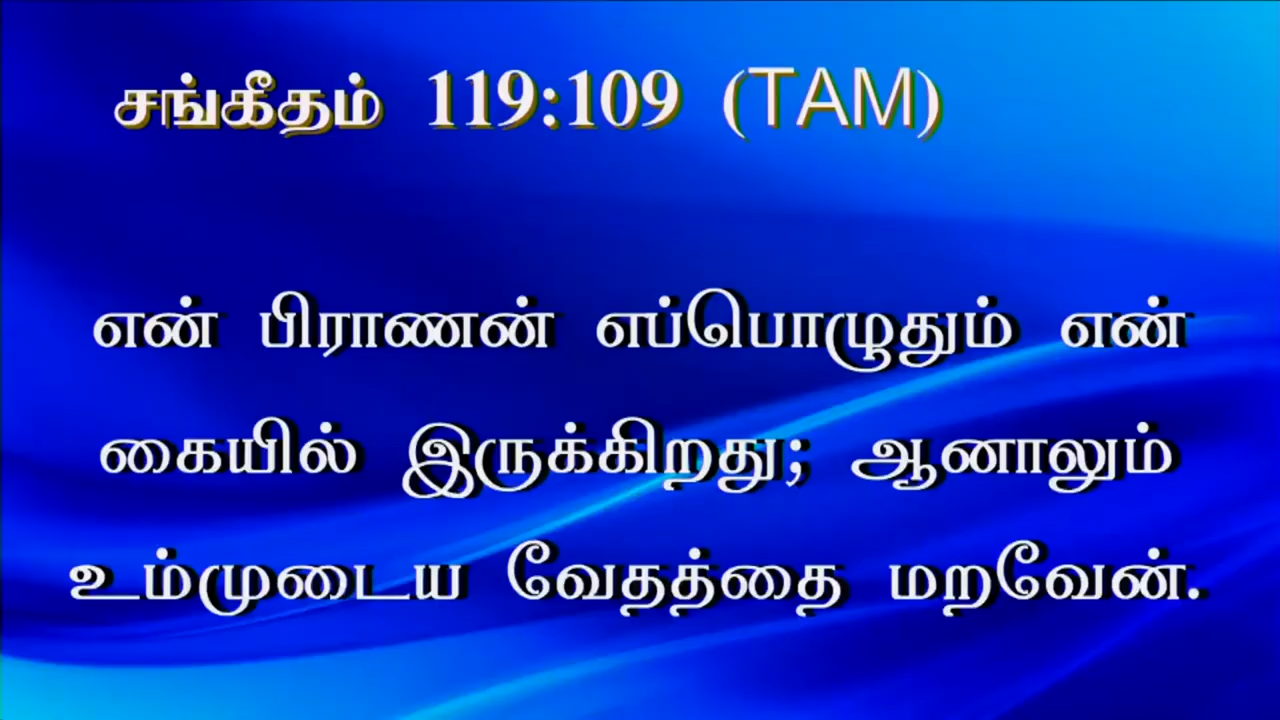 சங்கீதம் 119:109 (TAM)
என் பிராணன் எப்பொழுதும் என்
கையில் இருக்கிறது; ஆனாலும்
உம்முடைய வேதத்தை மறவேன்.